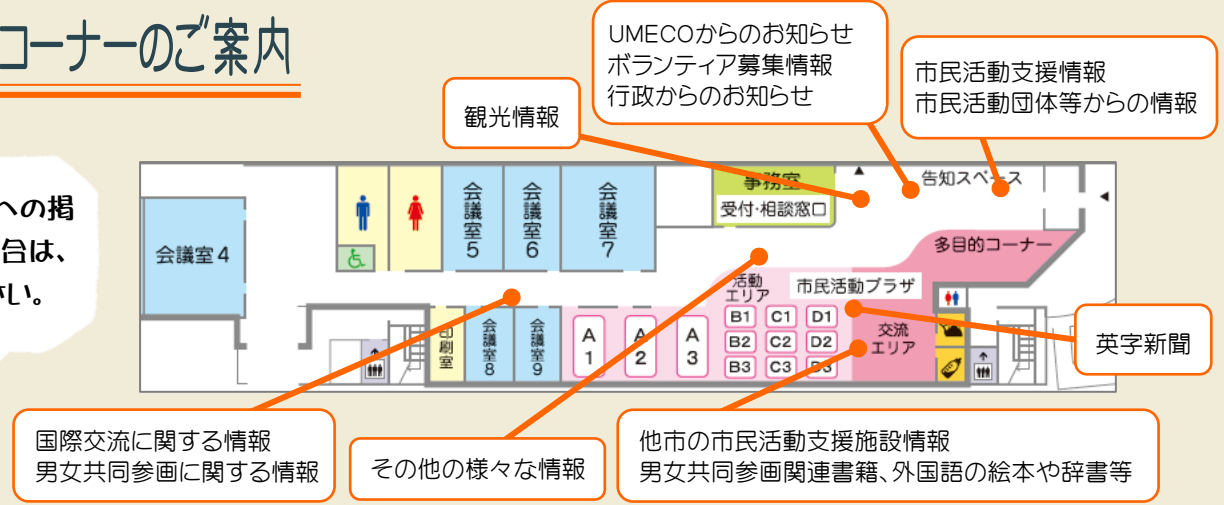 コーナーのご案内
UMECOからのお知らせ
ボランティア募集情報
行政からのお知らせ
市民活動支援情報
市民活動団体等からの情報
観光情報
への掲
合は、
さい。
会議室4
会議室5
会議室6
会議室7
事務室
受付・相談窓口
告知スペース
多目的コーナー
活動
エリア
市民活動プラザ
印刷室
会議室8
会議室9
A1
A2
A3
B1 C1 D1
B2 C2 D2
B3 C3 D3
交流
エリア
英字新聞
国際交流に関する情報
男女共同参画に関する情報
その他の様々な情報
他市の市民活動支援施設情報
男女共同参画関連書籍、外国語の絵本や辞書等